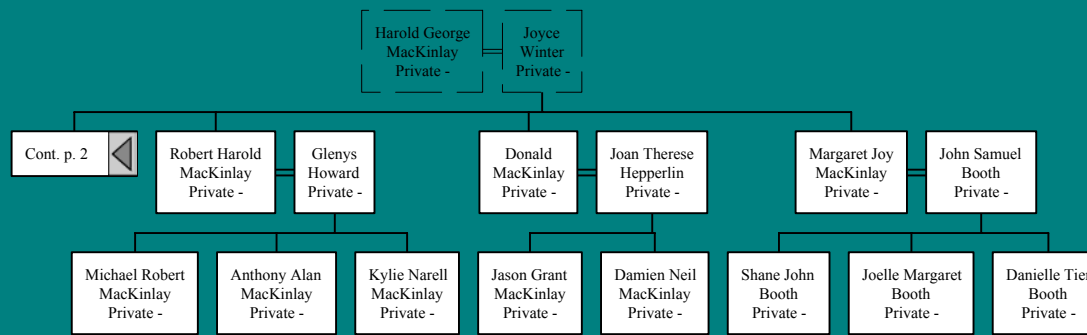 Harold George
MacKinlay
Private -
Joyce
Winter
Private -
Cont. p. 2
Robert Harold
MacKinlay
Private -
Glenys
Howard
Private -
Donald
MacKinlay
Private -
Joan Therese
Hepperlin
Private -
Margaret Joy
MacKinlay
Private -
John Samuel
Booth
Private -
Michael Robert
MacKinlay
Private -
Anthony Alan
MacKinlay
Private -
Kylie Narell
MacKinlay
Private -
Jason Grant
MacKinlay
Private -
Damien Neil
MacKinlay
Private -
Shane John
Booth
Private -
Joelle Margaret
Booth
Private -
Danielle
Booth
Private -